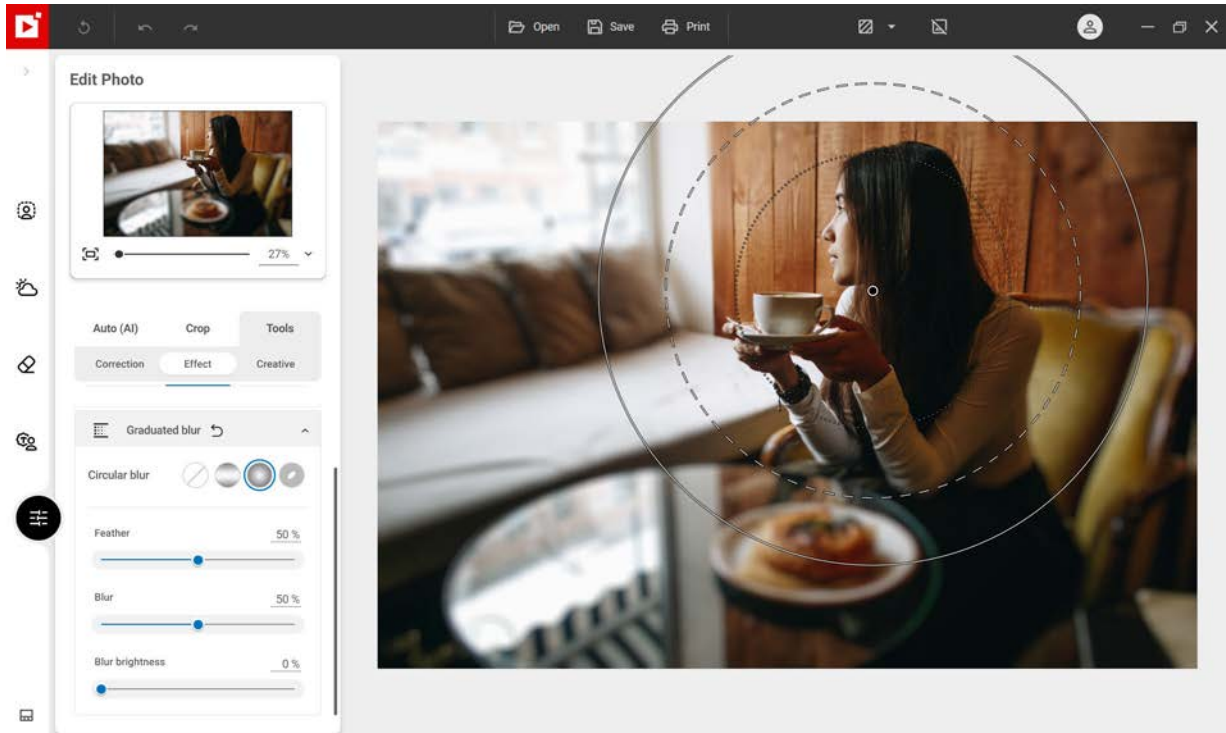 Open Save Print
Edit Photo
27%
Auto (AI) Crop Tools
Correction Effect Creative
Graduated blur
Circular blur
Feather 50 %
Blur 50 %
Blur brightness 0 %